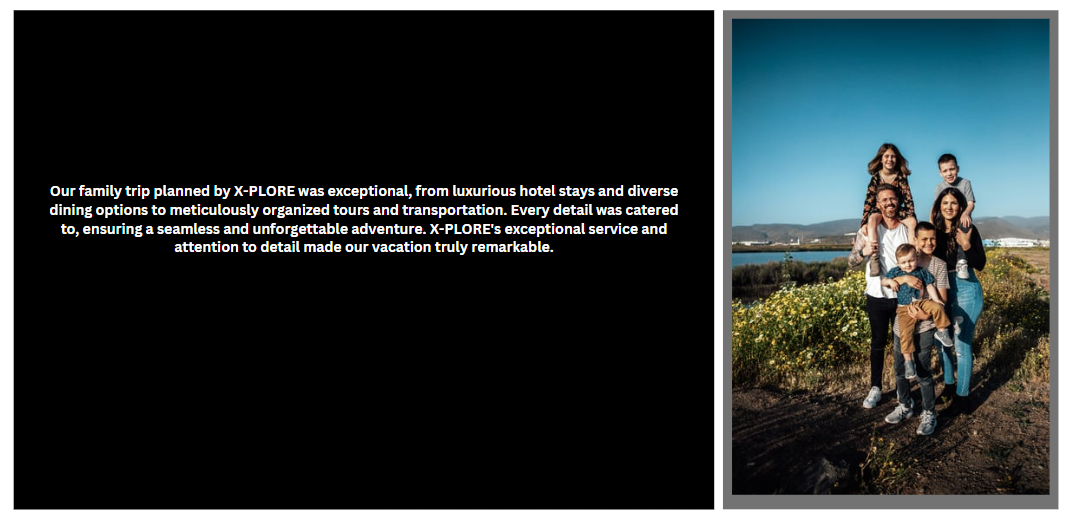 Our family trip planned by X-PLORE was exceptional, from luxurious hotel stays and diverse
dining options to meticulously organized tours and transportation. Every detail was catered
to, ensuring a seamless and unforgettable adventure. X-PLORE's exceptional service and
attention to detail made our vacation truly remarkable.